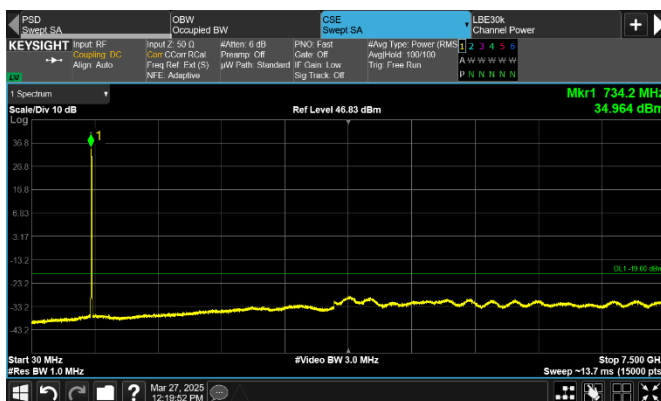 PSD
Swept SA
OBW
Occupied BW
CSE
Swept SA
LBE30k
Channel Power
+
KEYSIGHT
Input: RF
Coupling: DC
Align: Auto
Input Z: 50 Ω
Corr CCorr RCal
Freq Ref: Ext (S)
NFE: Adaptive
#Atten: 6 dB
Preamp: Off
µW Path: Standard
PNO: Fast
Gate: Off
IF Gain: Low
Sig Track: Off
#Avg Type: Power (RMS
Avg|Hold: 100/100
Trig: Free Run
1 2 3 4 5 6
A W W W W W
P N N N N N
1 Spectrum
Scale/Div 10 dB
Ref Level 46.83 dBm
Mkr1 734.2 MHz
34.964 dBm
Log
1
36.8
26.8
16.8
6.83
-3.17
-13.2
-23.2
-33.2
-43.2
DL1 -19.00 dBm
Start 30 MHz
#Video BW 3.0 MHz
Stop 7.500 GHz
#Res BW 1.0 MHz
Sweep ~13.7 ms (15000 pts)
?
Mar 27, 2025
12:19:52 PM